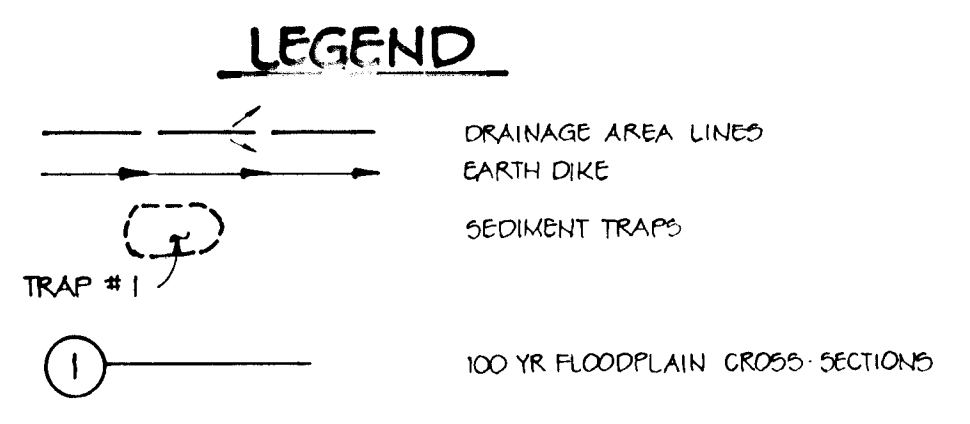 LEGEND
DRAINAGE AREA LINES
EARTH DIKE
SEDIMENT TRAPS
TRAP #1
1 100 YR FLOODPLAIN CROSS-SECTIONS